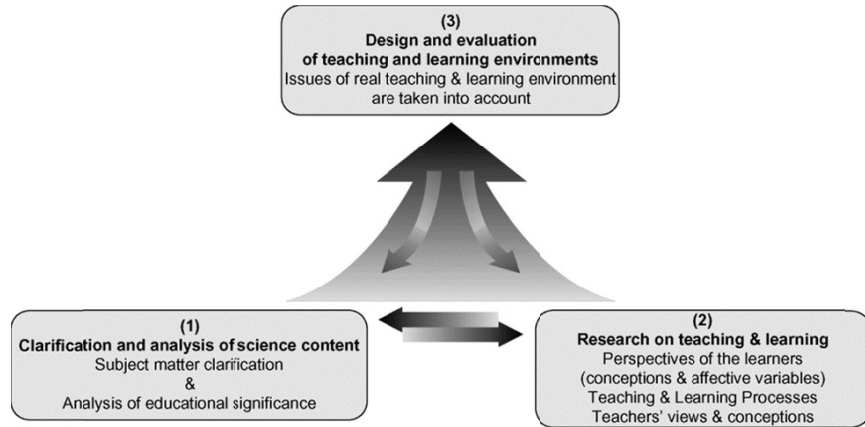 (3)
Design and evaluation
of teaching and learning environments
Issues of real teaching & learning environment
are taken into account
(1)
Clarification and analysis of science content
Subject matter clarification
&
Analysis of educational significance
(2)
Research on teaching & learning
Perspectives of the learners
(conceptions & affective variables)
Teaching & Learning Processes
Teachers' views & conceptions